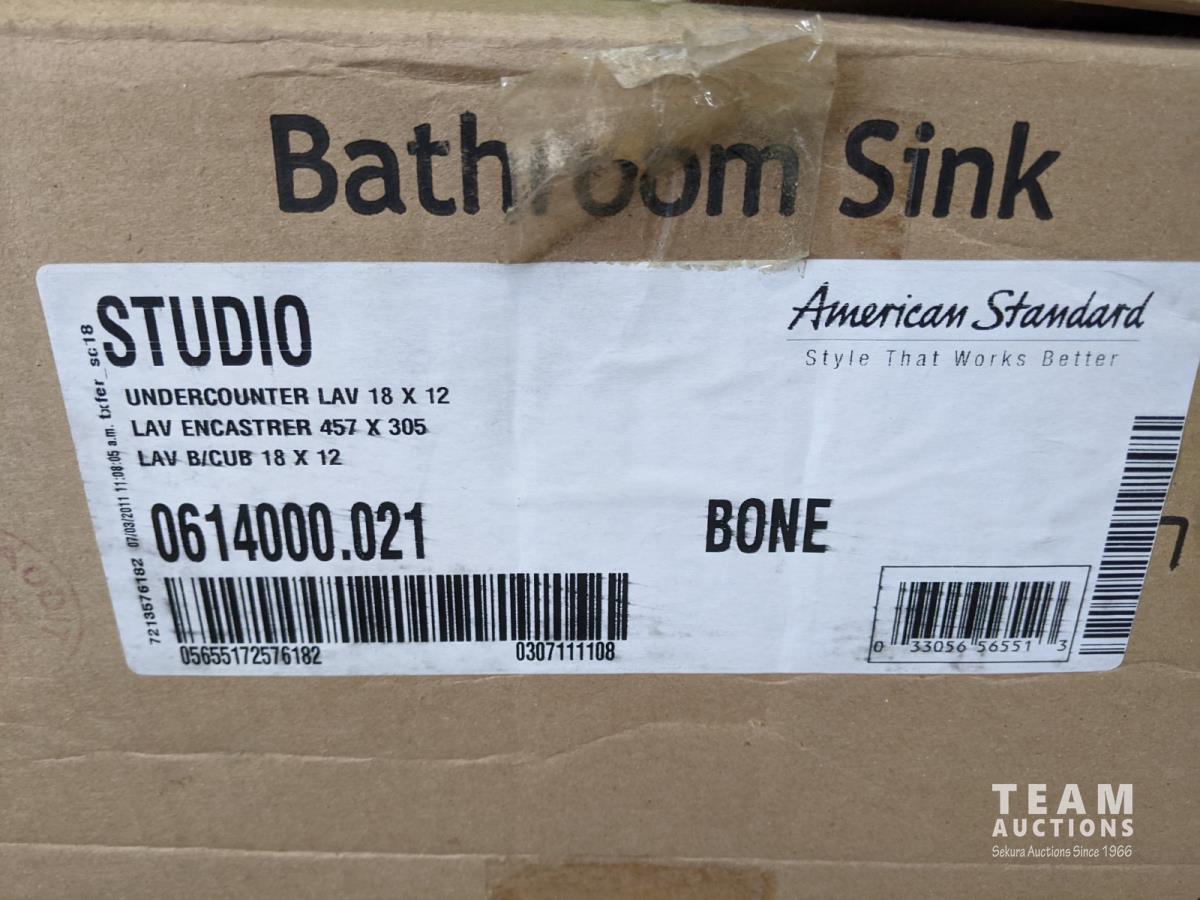 Bathroom Sink
STUDIO
American Standard
Style That Works Better
UNDERCOUNTER LAV 18 X 12
LAV ENCASTRER 457 X 305
LAV B/CUB 18 X 12
0614000.021
BONE
05655172576182
0307111108
0 33056 56551 3
7213576182 07/03/2011 11:08:05 a.m. txfer_sc18
TEAM
AUCTIONS
Sekura Auctions Since 1966